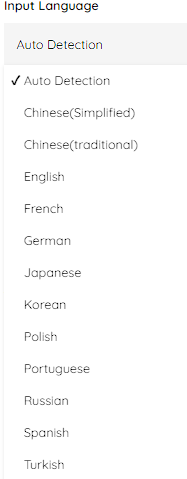 Input Language
Auto Detection
✓ Auto Detection
Chinese(Simplified)
Chinese(traditional)
English
French
German
Japanese
Korean
Polish
Portuguese
Russian
Spanish
Turkish